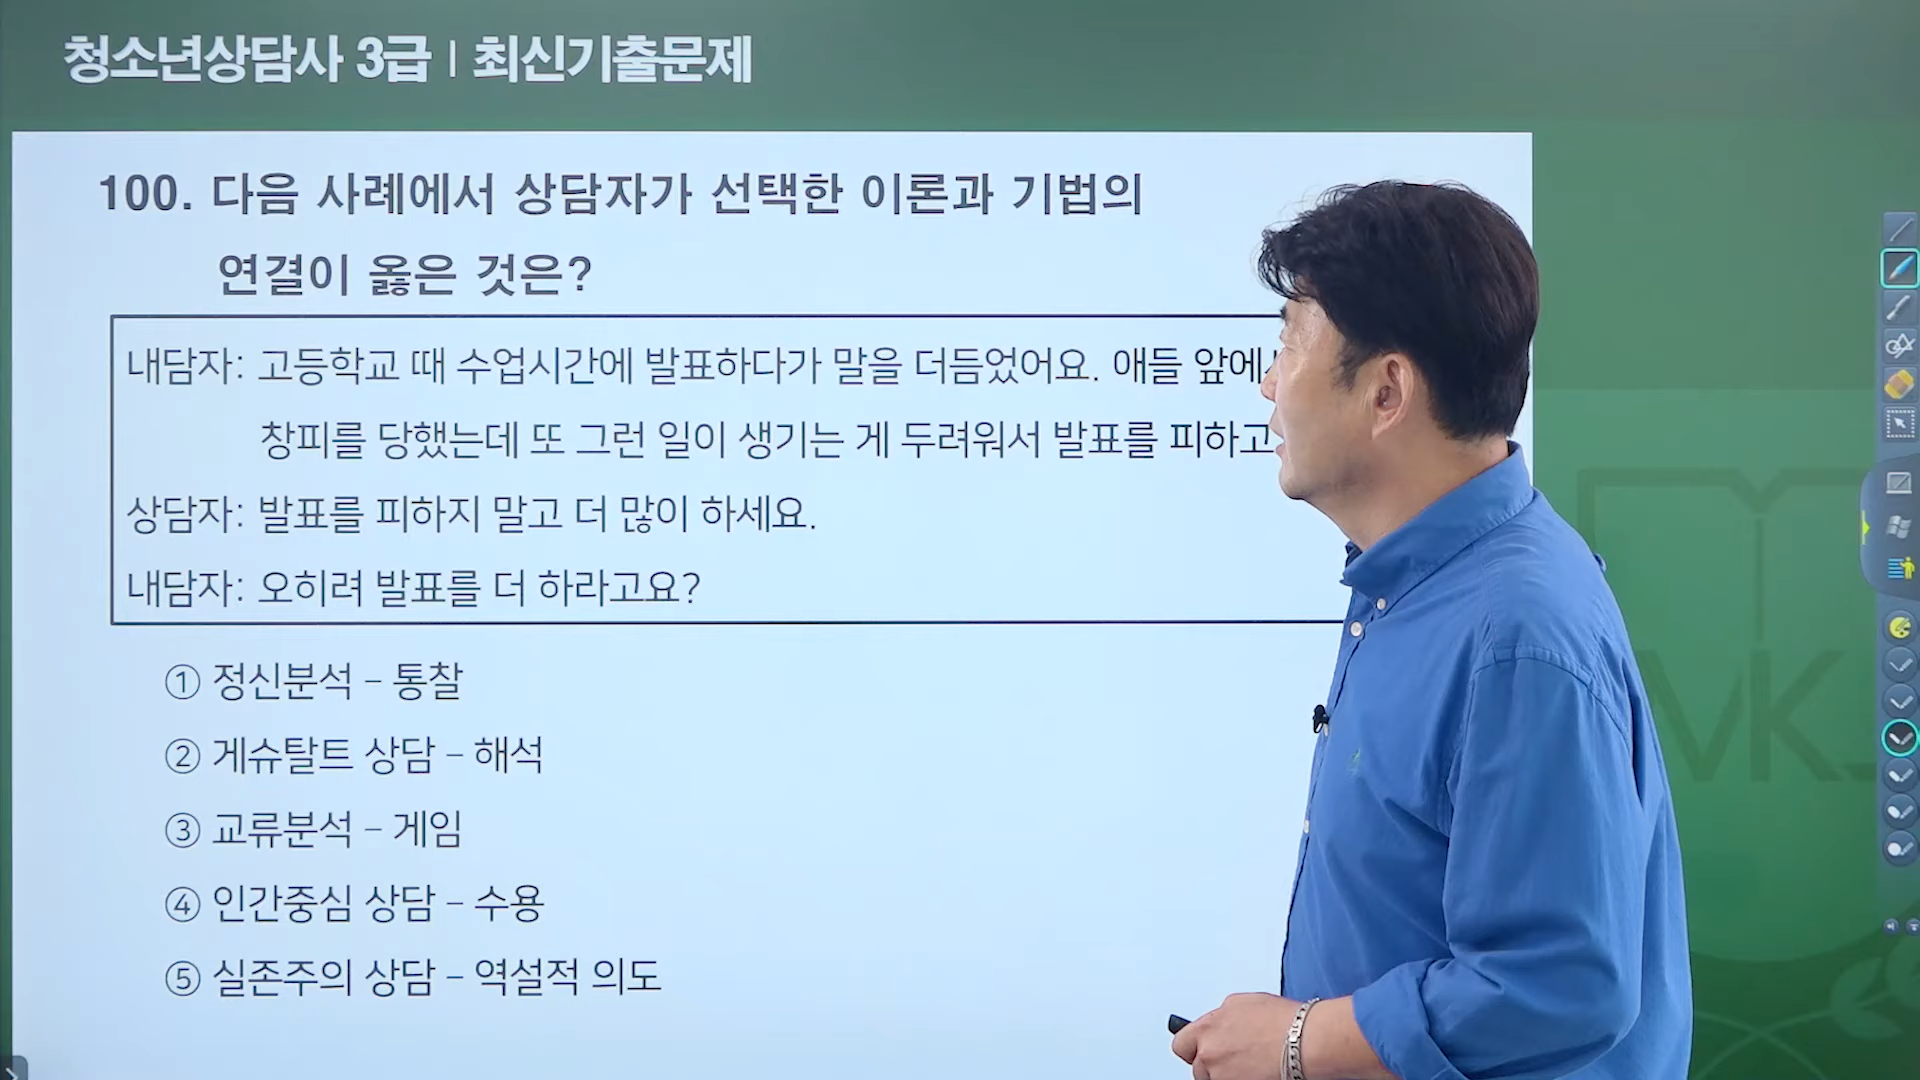 청소년상담사 3급 | 최신기출문제
100. 다음 사례에서 상담자가 선택한 이론과 기법의
연결이 옳은 것은?
내담자: 고등학교 때 수업시간에 발표하다가 말을 더듬었어요. 애들
창피를 당했는데 또 그런 일이 생기는 게 두려워서 발표를 피하고
상담자: 발표를 피하지 말고 더 많이 하세요.
내담자: 오히려 발표를 더 하라고요?
① 정신분석 – 통찰
② 게슈탈트 상담 – 해석
③ 교류분석 – 게임
④ 인간중심 상담 – 수용
⑤ 실존주의 상담 – 역설적 의도